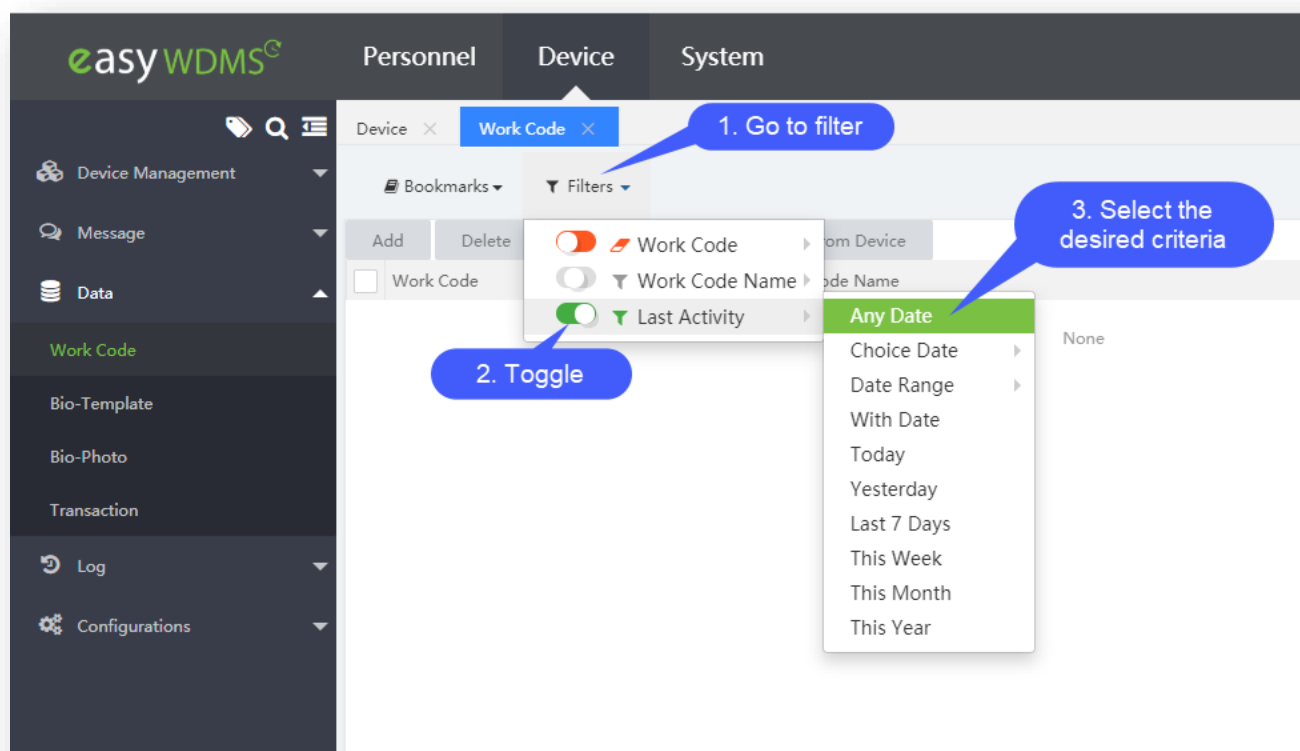 easy WDMS
Personnel
Device
System
Device
Work Code
1. Go to filter
Device Management
Bookmarks
Filters
Message
Add
Delete
Work Code
om Device
3. Select the
desired criteria
Data
Work Code
Work Code Name
ode Name
Last Activity
Any Date
None
Work Code
2. Toggle
Choice Date
Date Range
Bio-Template
With Date
Bio-Photo
Today
Yesterday
Transaction
Last 7 Days
Log
This Week
This Month
Configurations
This Year